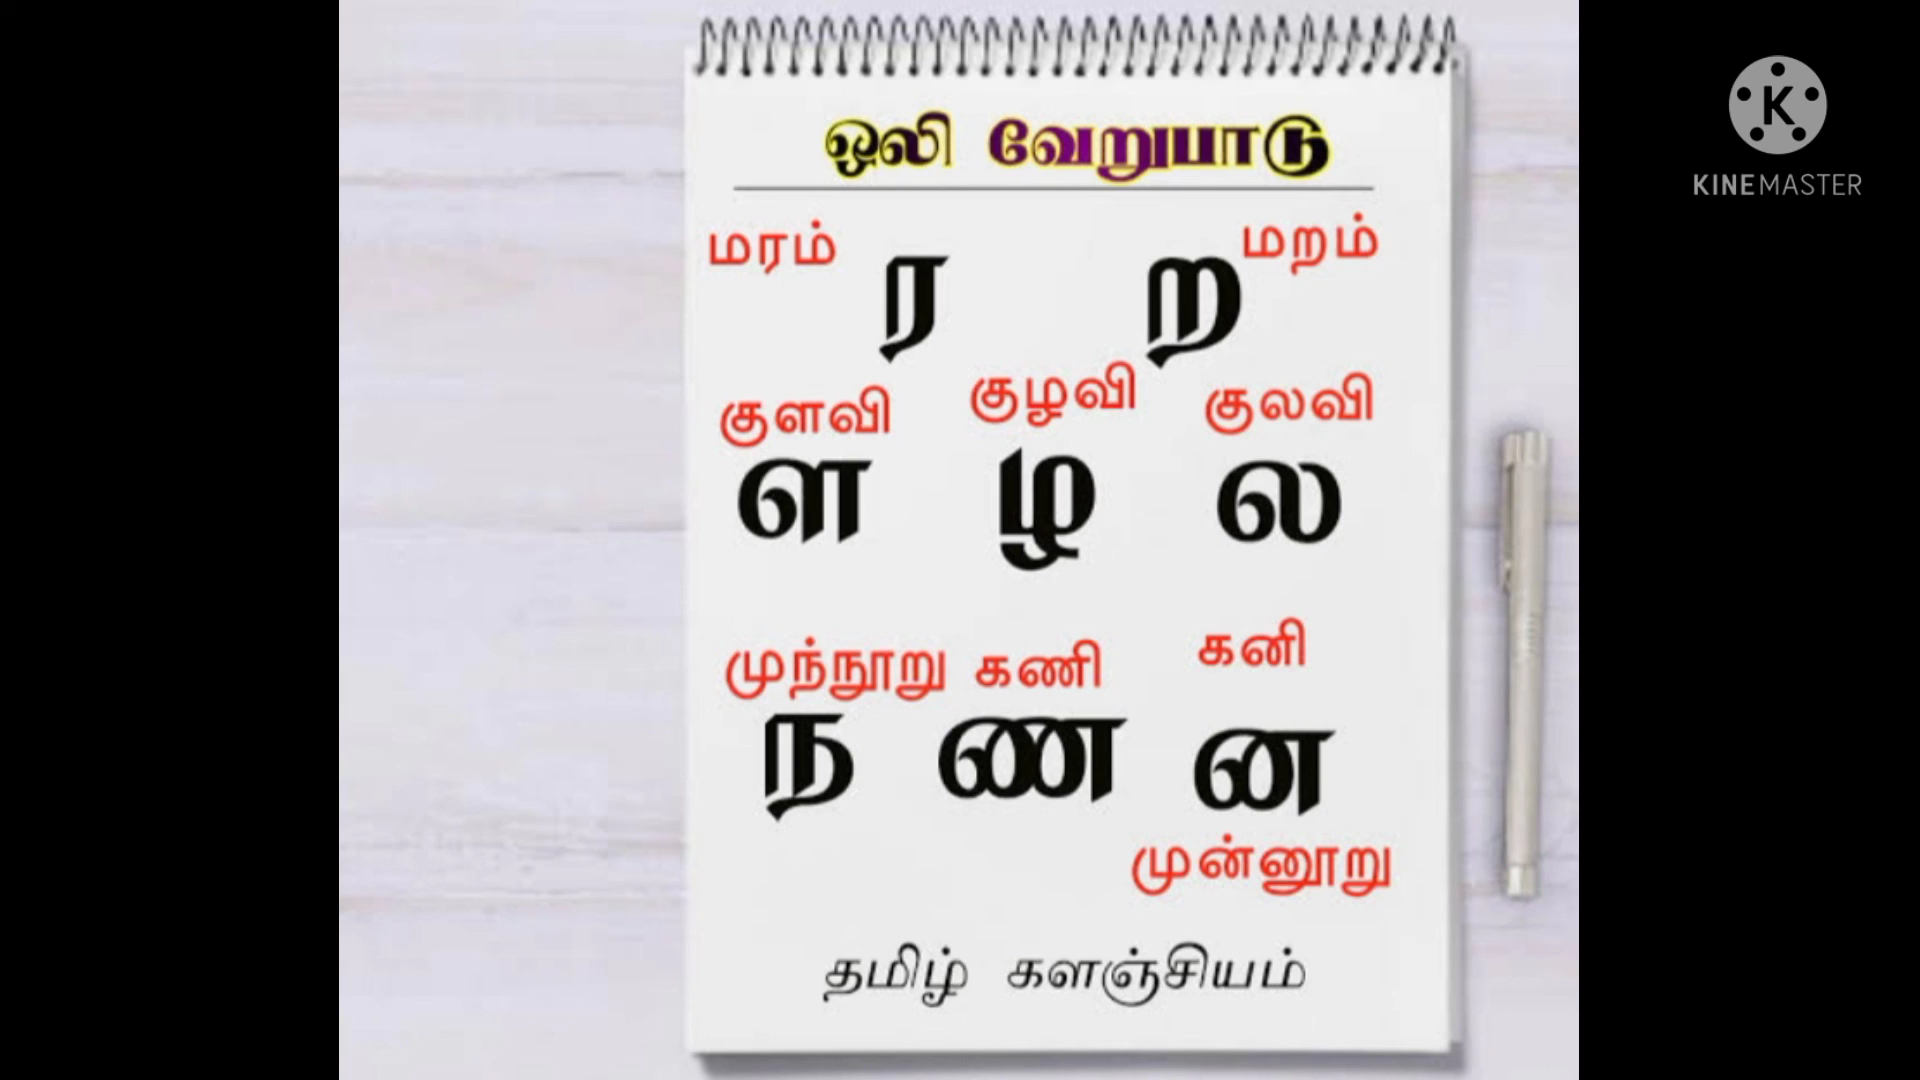 ஒலி வேறுபாடு
KINEMASTER
மரம் ர ற மறம்
குளவி குழவி குலவி
ள ழ ல
முந்நூறு கணி கனி
ந ண ன
முன்னூறு
தமிழ் களஞ்சியம்